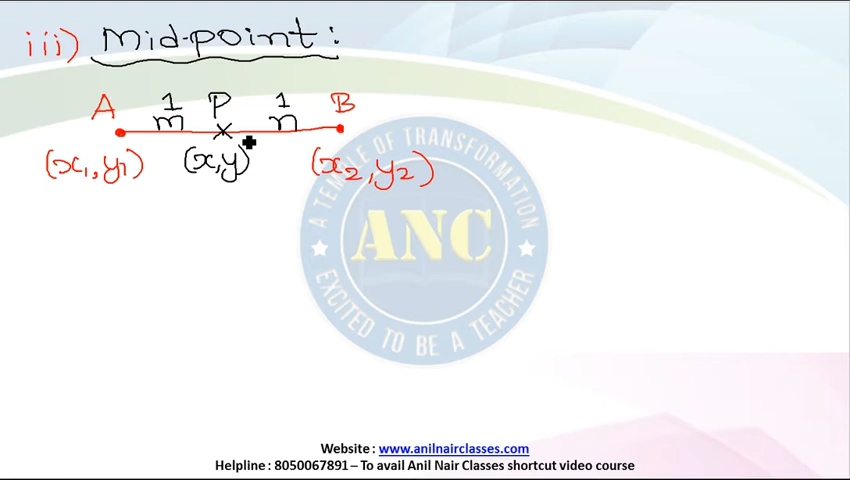 iii) Mid-point:
A 1 P 1 B
m n
(x₁, y₁) (x, y) (x₂, y₂)
A TEMPLE OF TRANSFORMATION
ANC
EXCITED TO BE A TEACHER
Website : www.anilnairclasses.com
Helpline : 8050067891 – To avail Anil Nair Classes shortcut video course